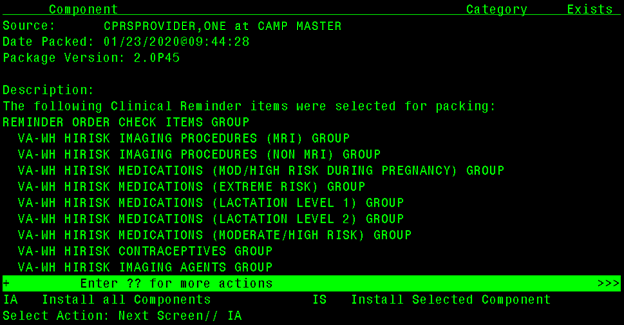 Component Category Exists
Source: CPRSPROVIDER,ONE at CAMP MASTER
Date Packed: 01/23/2020@09:44:28
Package Version: 2.0P45
Description:
The following Clinical Reminder items were selected for packing:
REMINDER ORDER CHECK ITEMS GROUP
VA-WH HIRISK IMAGING PROCEDURES (MRI) GROUP
VA-WH HIRISK IMAGING PROCEDURES (NON MRI) GROUP
VA-WH HIRISK MEDICATIONS (MOD/HIGH RISK DURING PREGNANCY) GROUP
VA-WH HIRISK MEDICATIONS (EXTREME RISK) GROUP
VA-WH HIRISK MEDICATIONS (LACTATION LEVEL 1) GROUP
VA-WH HIRISK MEDICATIONS (LACTATION LEVEL 2) GROUP
VA-WH HIRISK MEDICATIONS (MODERATE/HIGH RISK) GROUP
VA-WH HIRISK CONTRACEPTIVES GROUP
VA-WH HIRISK IMAGING AGENTS GROUP
+ Enter ?? for more actions >>>
IA Install all Components IS Install Selected Component
Select Action: Next Screen// IA